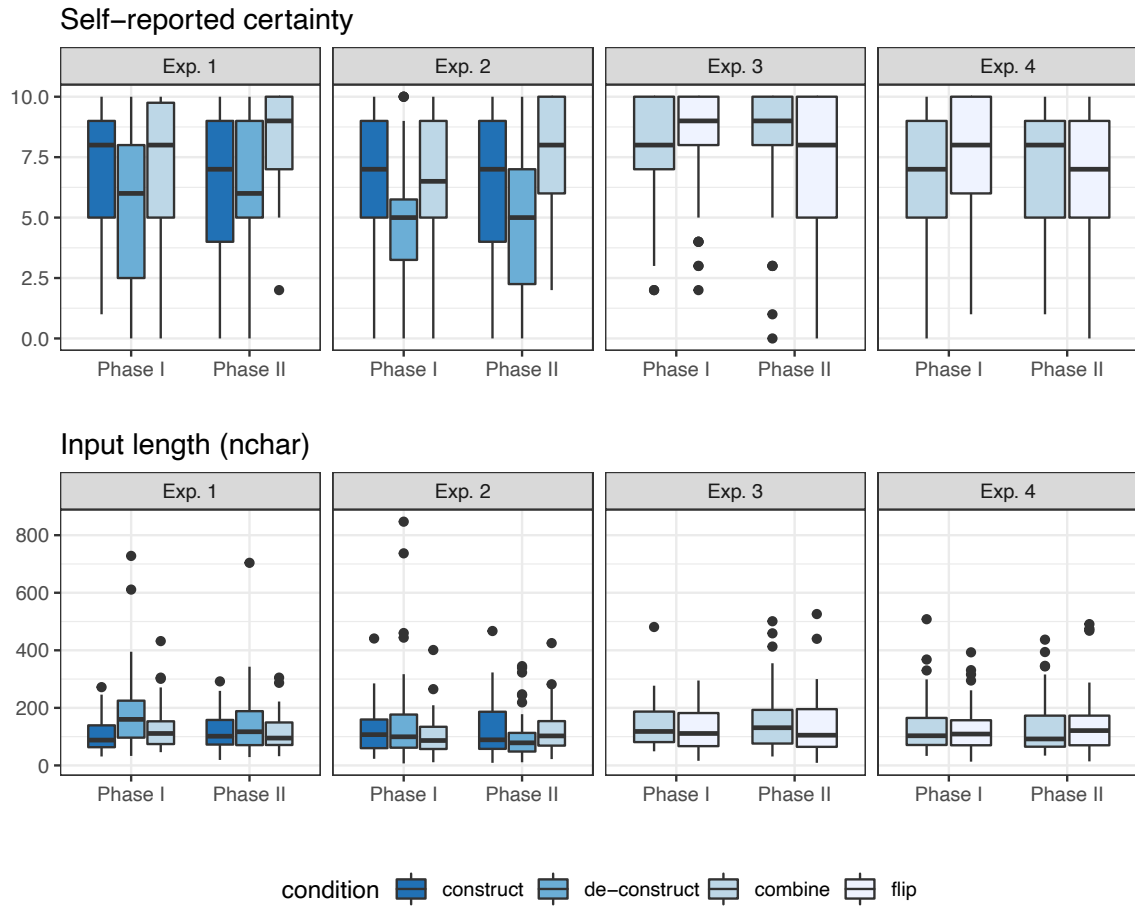 Self−reported certainty
Exp. 1 Exp. 2 Exp. 3 Exp. 4
10.0
7.5
5.0
2.5
0.0
Phase I Phase II Phase I Phase II Phase I Phase II Phase I Phase II
Input length (nchar)
Exp. 1 Exp. 2 Exp. 3 Exp. 4
800
600
400
200
0
Phase I Phase II Phase I Phase II Phase I Phase II Phase I Phase II
condition construct de−construct combine flip